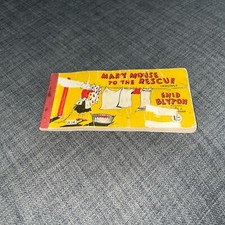 MARY MOUSE
TO THE RESCUE
ENID
BLYTON